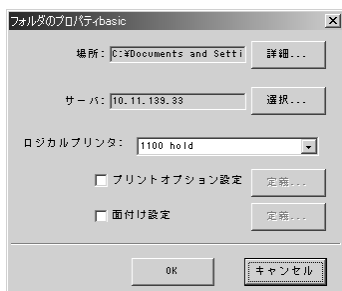 フォルダのプロパティbasic
場所: C:¥Documents and Setti 詳細...
サーバ: 10.11.139.33 選択...
ロジカルプリンタ: 1100 hold
プリントオプション設定 定義...
面付け設定 定義...
OK キャンセル